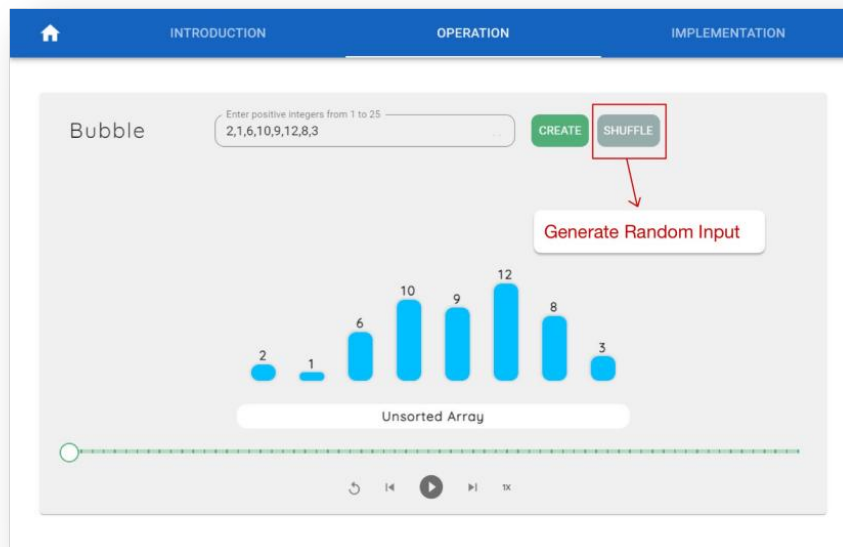 INTRODUCTION OPERATION IMPLEMENTATION
Enter positive integers from 1 to 25
Bubble 2,1,6,10,9,12,8,3 CREATE SHUFFLE
Generate Random Input
12
10 9
8
6
3
2 1
Unsorted Array
1X